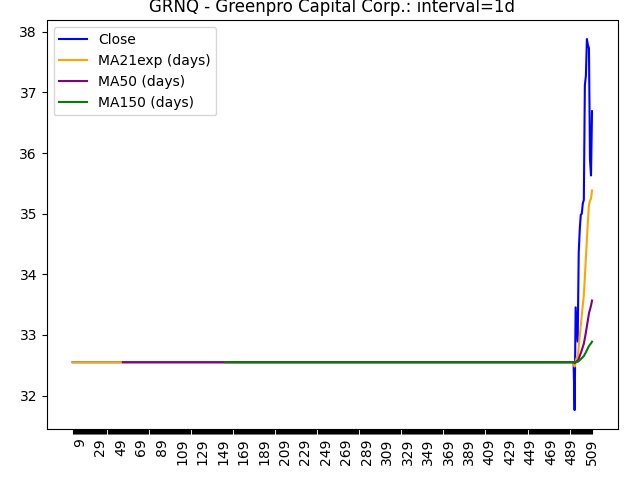 GRNQ - Greenpro Capital Corp.: interval=1d
Close
MA21exp (days)
MA50 (days)
MA150 (days)
38
37
36
35
34
33
32
9 29 49 69 89 109 129 149 169 189 209 229 249 269 289 309 329 349 369 389 409 429 449 469 489 509